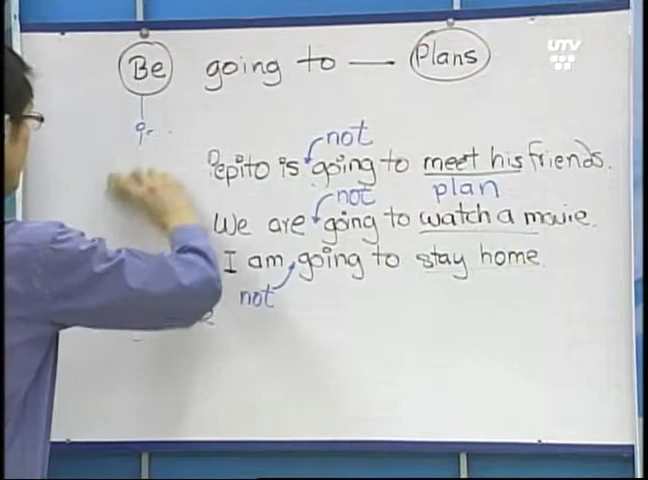 UTV
Be going to — Plans
not
Pepito is going to meet his friends.
not plan
We are going to watch a movie.
I am going to stay home.
not